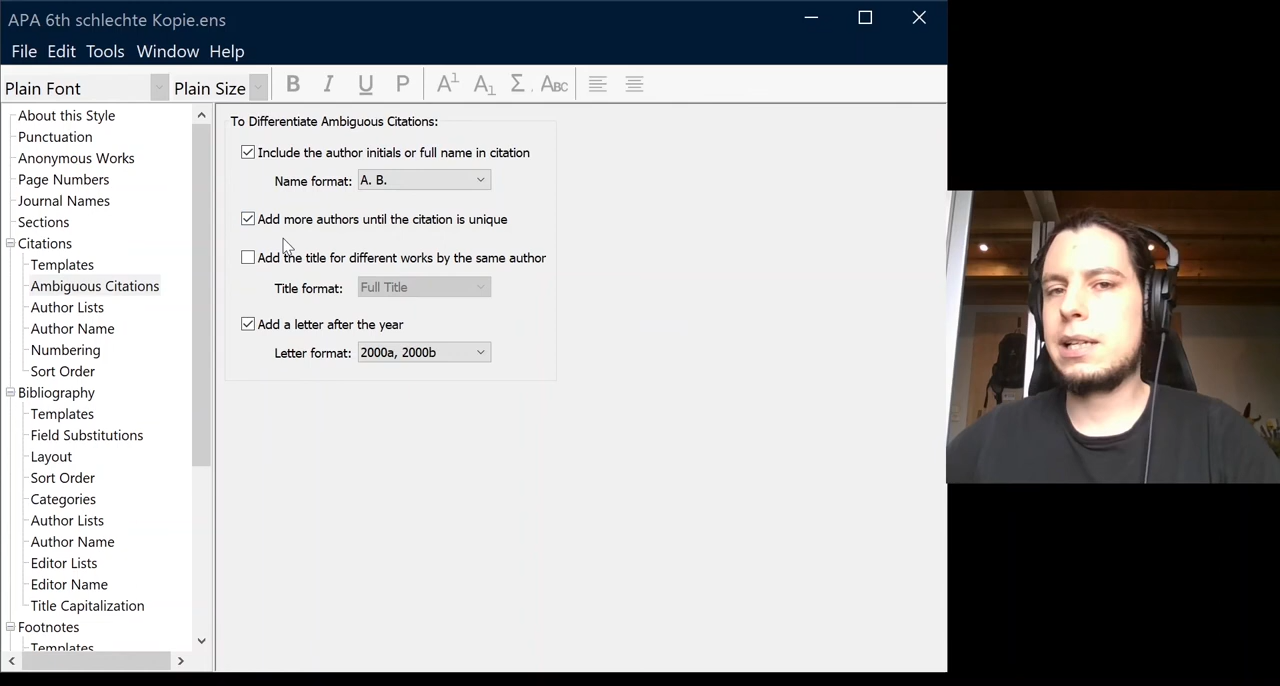 APA 6th schlechte Kopie.ens
File Edit Tools Window Help
Plain Font Plain Size B I U P A1 A1 Σ ABC
About this Style
Punctuation
Anonymous Works
Page Numbers
Journal Names
Sections
Citations
Templates
Ambiguous Citations
Author Lists
Author Name
Numbering
Sort Order
Bibliography
Templates
Field Substitutions
Layout
Sort Order
Categories
Author Lists
Author Name
Editor Lists
Editor Name
Title Capitalization
Footnotes
Templates
To Differentiate Ambiguous Citations:
Include the author initials or full name in citation
Name format: A. B.
Add more authors until the citation is unique
Add the title for different works by the same author
Title format: Full Title
Add a letter after the year
Letter format: 2000a, 2000b